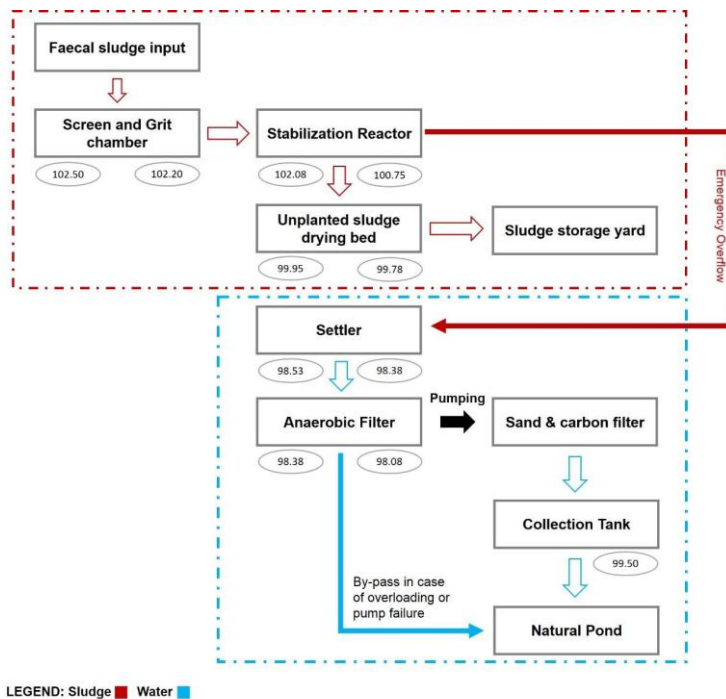 Faecal sludge input
Screen and Grit
chamber
102.50
102.20
Stabilization Reactor
102.08
100.75
Unplanted sludge
drying bed
99.95
99.78
Sludge storage yard
Emergency Overflow
Settler
98.53
98.38
Anaerobic Filter
98.38
98.08
Pumping
Sand & carbon filter
Collection Tank
99.50
By-pass in case
of overloading or
pump failure
Natural Pond
LEGEND: Sludge Water